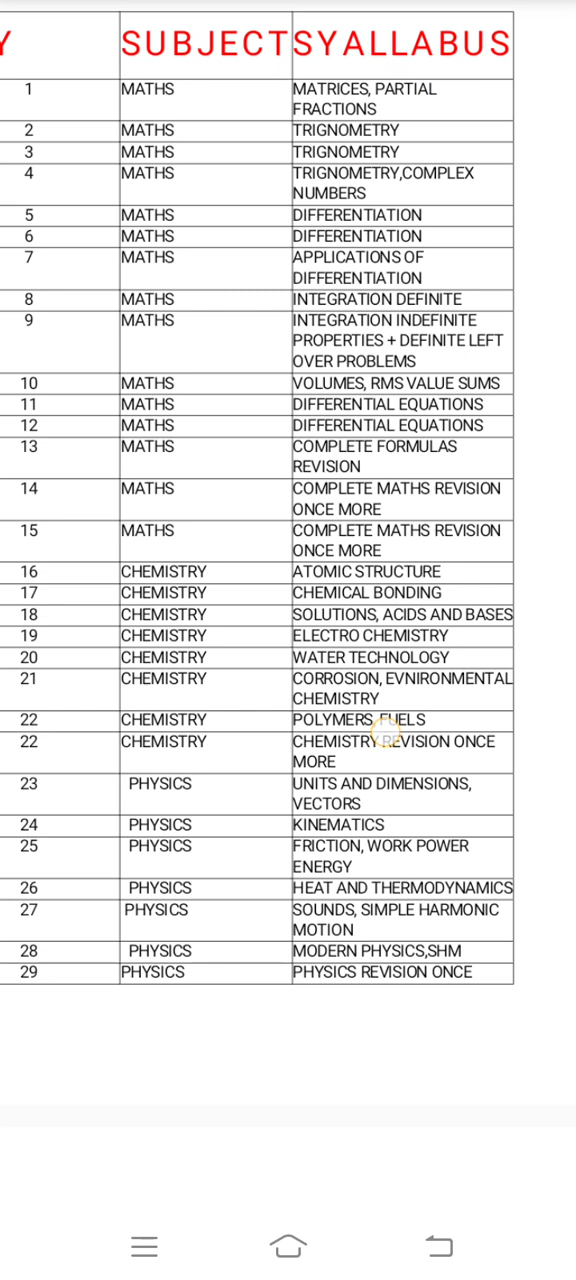 Y SUBJECT SYALLABUS
1 MATHS MATRICES, PARTIAL
FRACTIONS
2 MATHS TRIGNOMETRY
3 MATHS TRIGNOMETRY
4 MATHS TRIGNOMETRY,COMPLEX
NUMBERS
5 MATHS DIFFERENTIATION
6 MATHS DIFFERENTIATION
7 MATHS APPLICATIONS OF
DIFFERENTIATION
8 MATHS INTEGRATION DEFINITE
9 MATHS INTEGRATION INDEFINITE
PROPERTIES + DEFINITE LEFT
OVER PROBLEMS
10 MATHS VOLUMES, RMS VALUE SUMS
11 MATHS DIFFERENTIAL EQUATIONS
12 MATHS DIFFERENTIAL EQUATIONS
13 MATHS COMPLETE FORMULAS
REVISION
14 MATHS COMPLETE MATHS REVISION
ONCE MORE
15 MATHS COMPLETE MATHS REVISION
ONCE MORE
16 CHEMISTRY ATOMIC STRUCTURE
17 CHEMISTRY CHEMICAL BONDING
18 CHEMISTRY SOLUTIONS, ACIDS AND BASES
19 CHEMISTRY ELECTRO CHEMISTRY
20 CHEMISTRY WATER TECHNOLOGY
21 CHEMISTRY CORROSION, EVNIRONMENTAL
CHEMISTRY
22 CHEMISTRY POLYMERS,FUELS
22 CHEMISTRY CHEMISTRY REVISION ONCE
MORE
23 PHYSICS UNITS AND DIMENSIONS,
VECTORS
24 PHYSICS KINEMATICS
25 PHYSICS FRICTION, WORK POWER
ENERGY
26 PHYSICS HEAT AND THERMODYNAMICS
27 PHYSICS SOUNDS, SIMPLE HARMONIC
MOTION
28 PHYSICS MODERN PHYSICS,SHM
29 PHYSICS PHYSICS REVISION ONCE